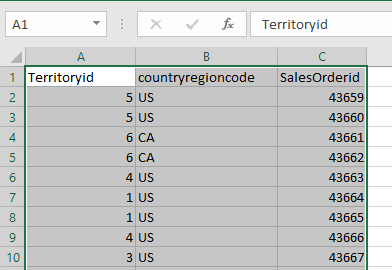 A1 Territoryid
A B C
1 Territoryid countryregioncode SalesOrderid
2 5 US 43659
3 5 US 43660
4 6 CA 43661
5 6 CA 43662
6 4 US 43663
7 1 US 43664
8 1 US 43665
9 4 US 43666
10 3 US 43667